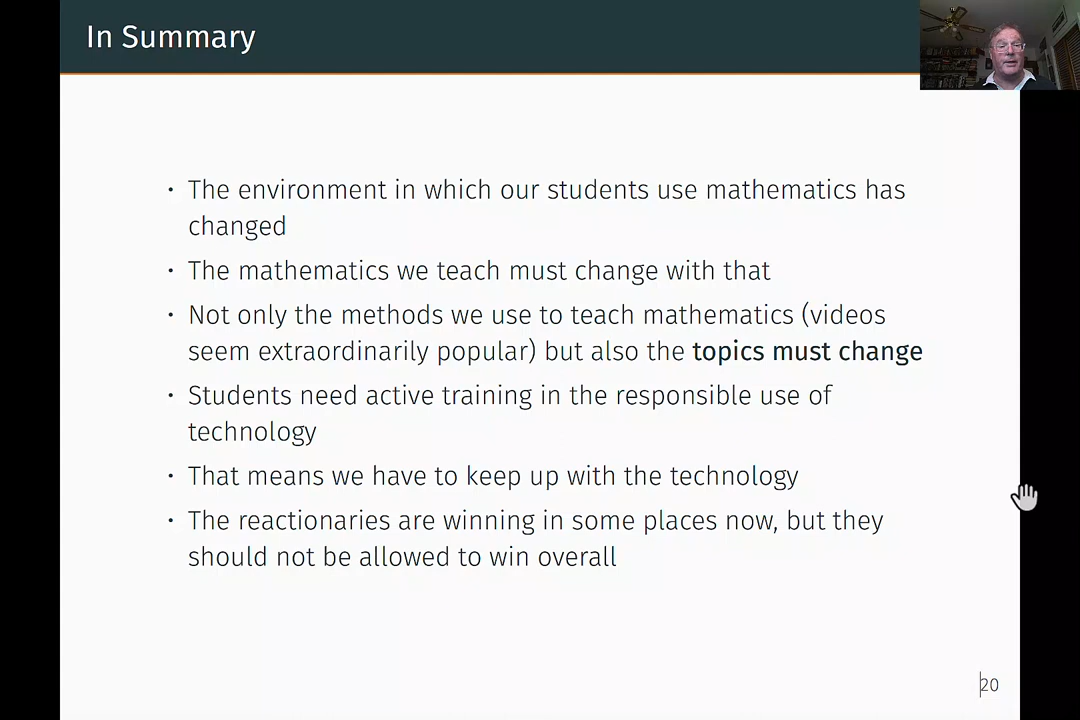 In Summary
• The environment in which our students use mathematics has
changed
• The mathematics we teach must change with that
• Not only the methods we use to teach mathematics (videos
seem extraordinarily popular) but also the topics must change
• Students need active training in the responsible use of
technology
• That means we have to keep up with the technology
• The reactionaries are winning in some places now, but they
should not be allowed to win overall
20